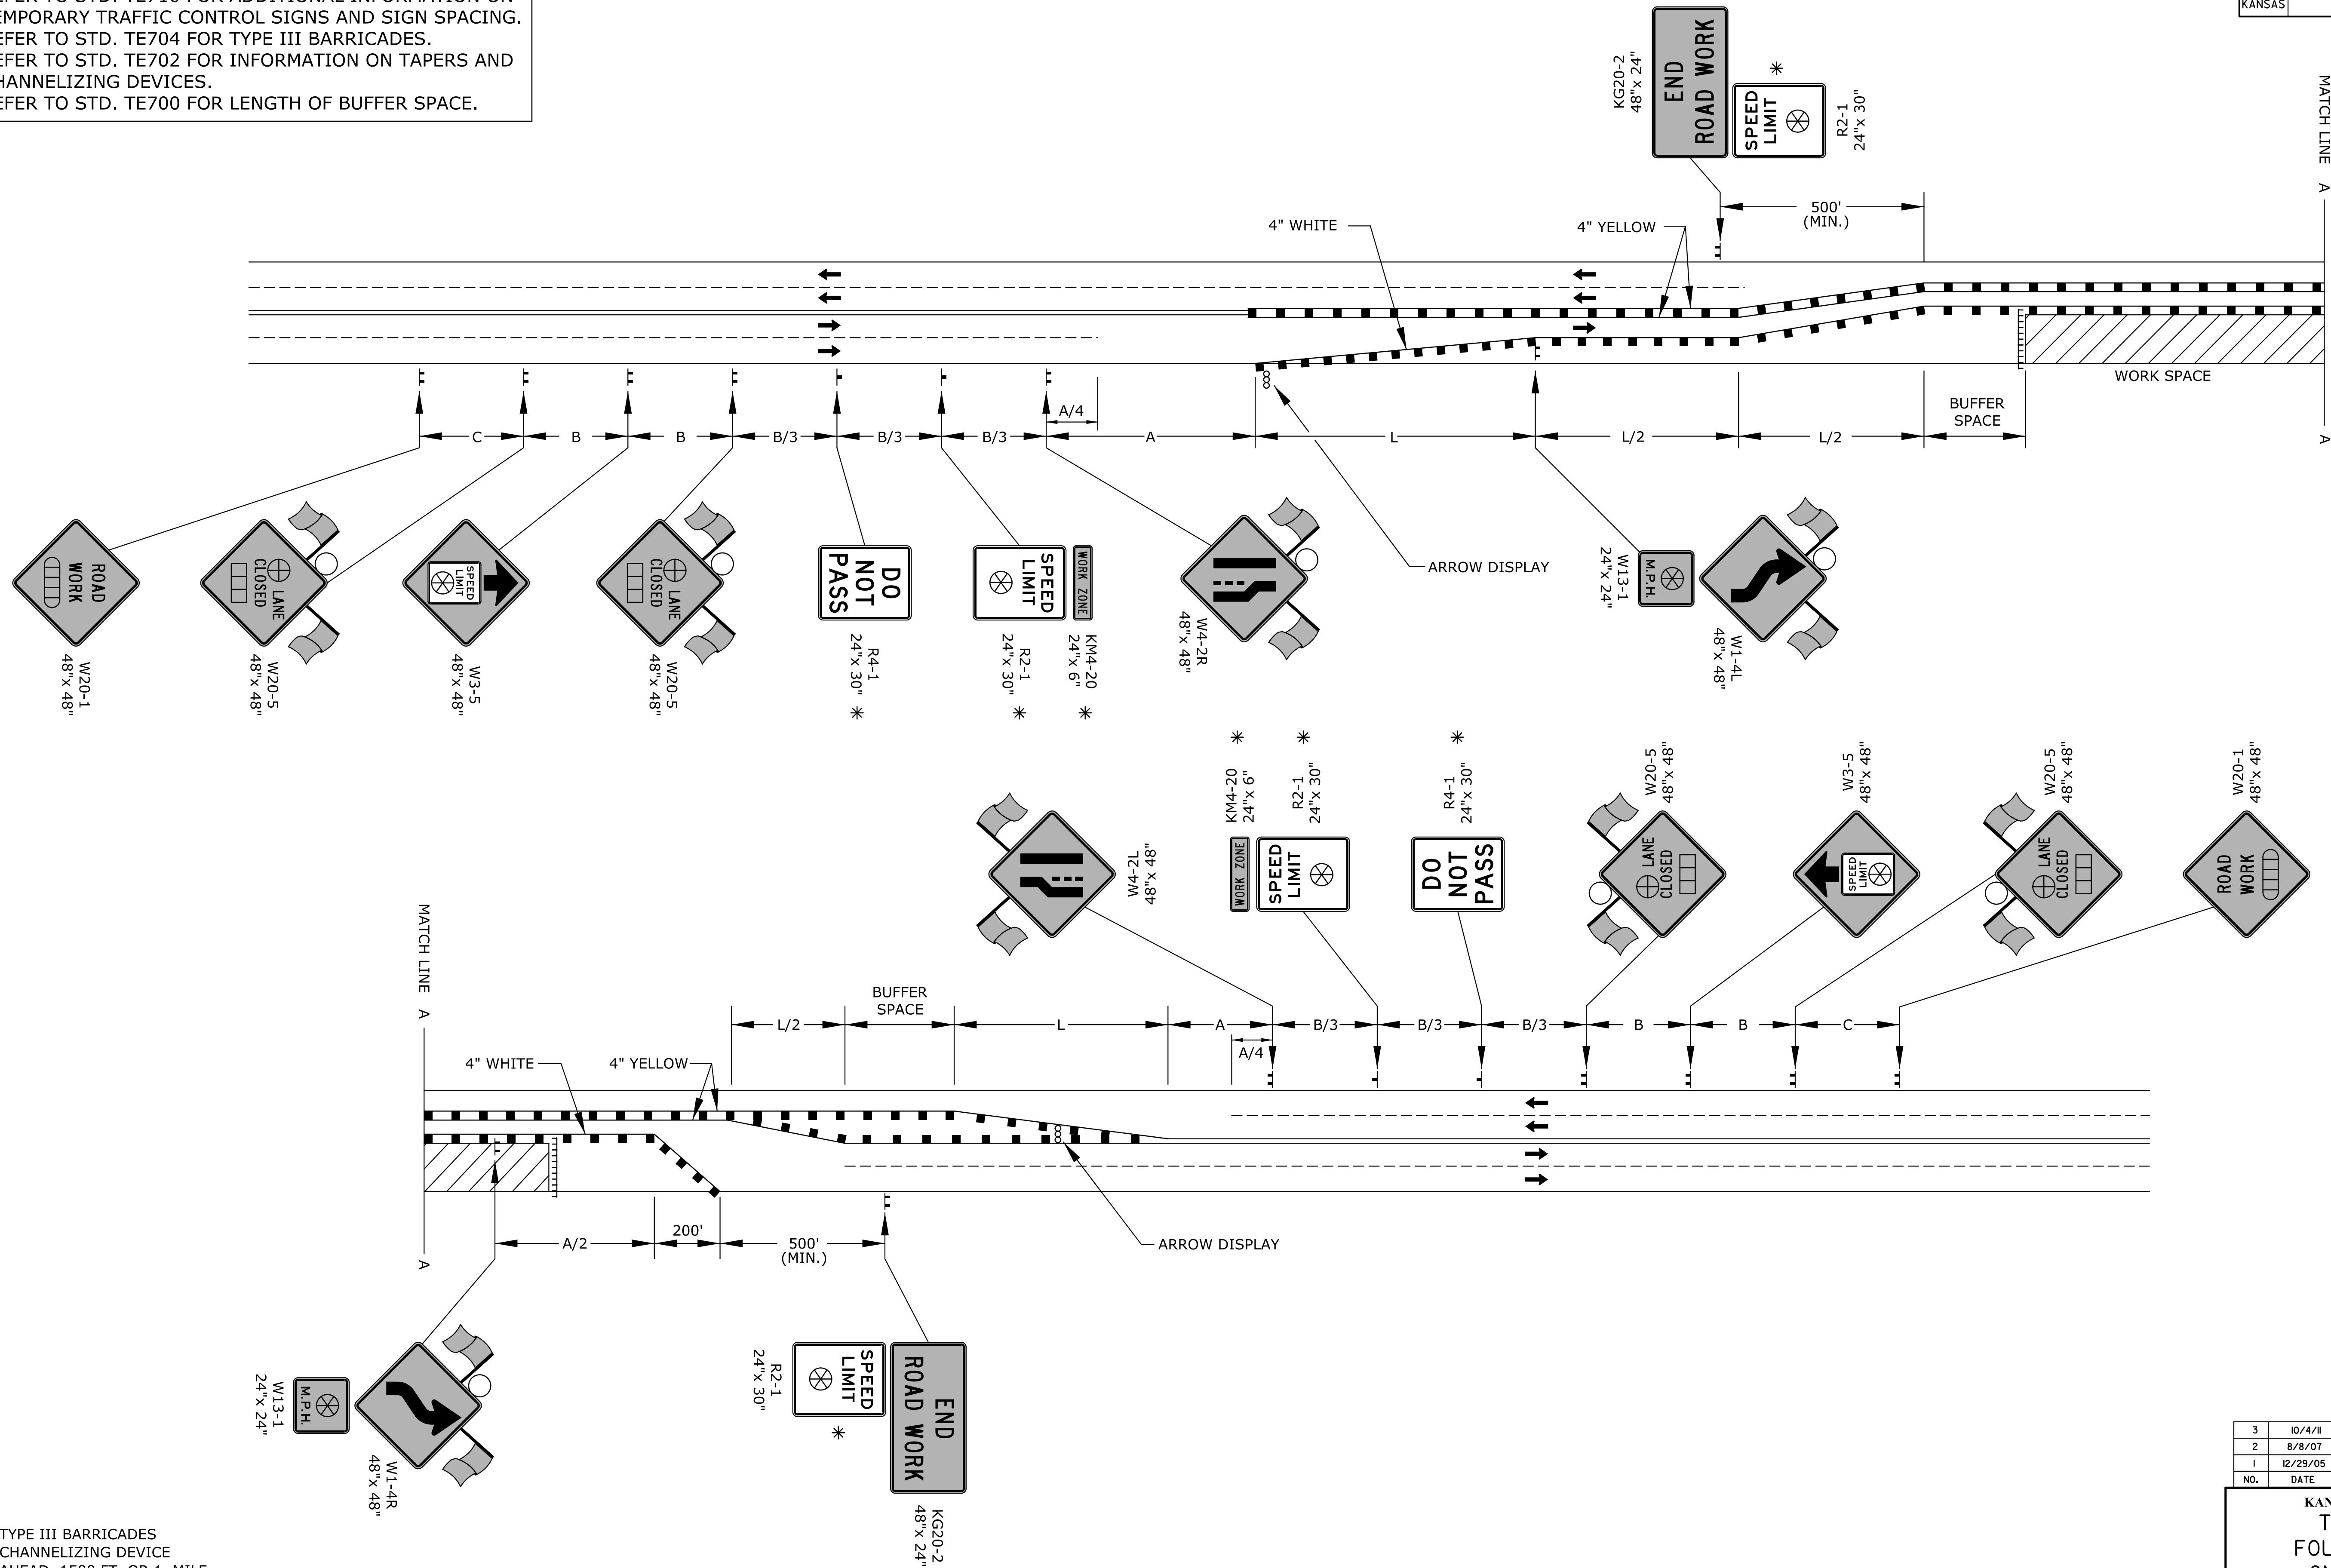 EMPORARY TRAFFIC CONTROL SIGNS AND SIGN SPACING.
EFER TO STD. TE704 FOR TYPE III BARRICADES.
EFER TO STD. TE702 FOR INFORMATION ON TAPERS AND
HANNELIZING DEVICES.
EFER TO STD. TE700 FOR LENGTH OF BUFFER SPACE.
KANSAS
KG20-2
48"x 24"
END
ROAD WORK
*
SPEED
LIMIT
R2-1
24"x 30"
MATCH LINE A
500'
(MIN.)
4" WHITE
4" YELLOW
WORK SPACE
A/4
C
B
B
B/3
B/3
B/3
A
L
L/2
L/2
BUFFER
SPACE
A
ARROW DISPLAY
ROAD
WORK
W20-1
48"x 48"
LANE
CLOSED
W20-5
48"x 48"
SPEED
LIMIT
W3-5
48"x 48"
LANE
CLOSED
W20-5
48"x 48"
DO
NOT
PASS
R4-1
24"x 30" *
SPEED
LIMIT
R2-1
24"x 30" *
WORK ZONE
KM4-20
24"x 6" *
W4-2R
48"x 48"
M.P.H.
W13-1
24"x 24"
W1-4L
48"x 48"
W4-2L
48"x 48"
* KM4-20
24"x 6"
WORK ZONE
* R2-1
24"x 30"
SPEED
LIMIT
* R4-1
24"x 30"
DO
NOT
PASS
W20-5
48"x 48"
LANE
CLOSED
W3-5
48"x 48"
SPEED
LIMIT
W20-5
48"x 48"
LANE
CLOSED
W20-1
48"x 48"
ROAD
WORK
MATCH LINE A
BUFFER
SPACE
L/2
L
A
B/3
B/3
B/3
B
B
C
A/4
4" WHITE
4" YELLOW
A
A/2
200'
500'
(MIN.)
ARROW DISPLAY
W13-1
24"x 24"
M.P.H.
W1-4R
48"x 48"
R2-1
24"x 30"
SPEED
LIMIT
*
END
ROAD WORK
KG20-2
48"x 24"
TYPE III BARRICADES
CHANNELIZING DEVICE
3 10/4/11
2 8/8/07
1 12/29/05
NO. DATE
KAN
T
FOU